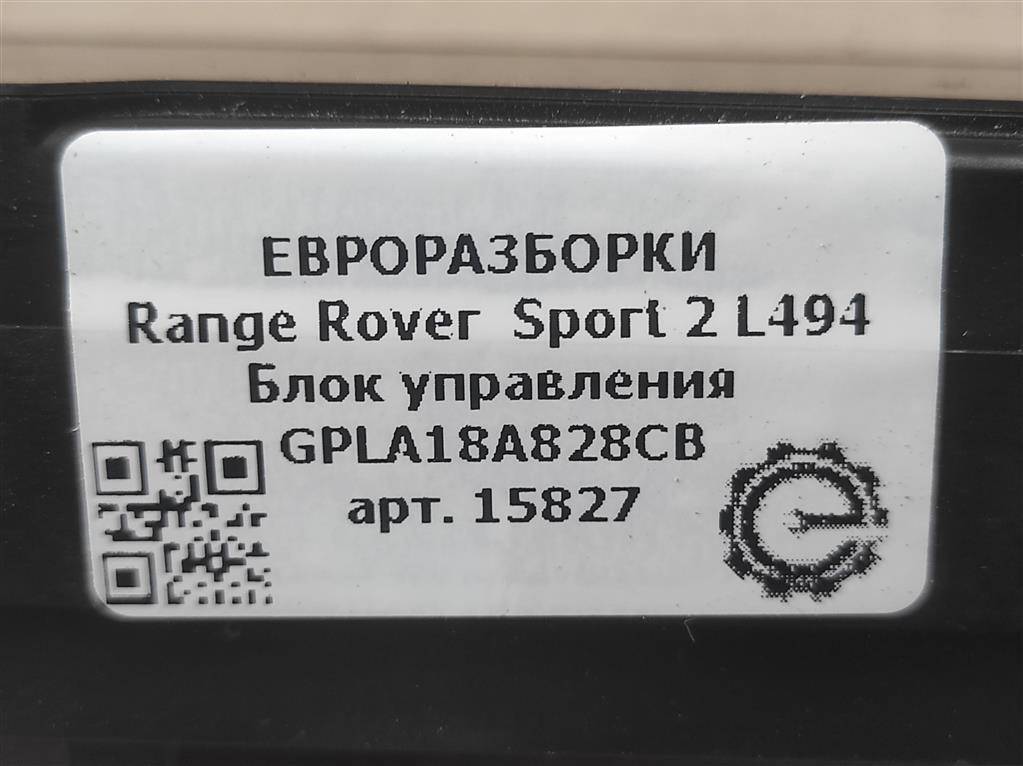 ЕВРОРАЗБОРКИ
Range Rover Sport 2 L494
Блок управления
GPLA18A828CB
арт. 15827